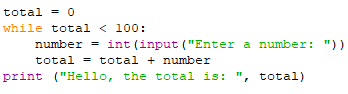 total = 0
while total < 100:
    number = int(input("Enter a number: "))
    total = total + number
print ("Hello, the total is: ", total)